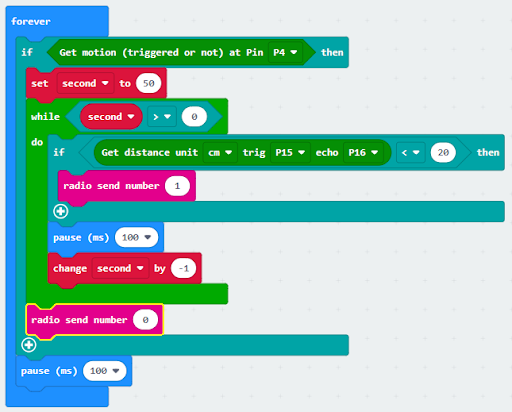 forever
if Get motion (triggered or not) at Pin P4 then
set second to 50
while second > 0
do if Get distance unit cm trig P15 echo P16 < 20 then
radio send number 1
pause (ms) 100
change second by -1
radio send number 0
pause (ms) 100